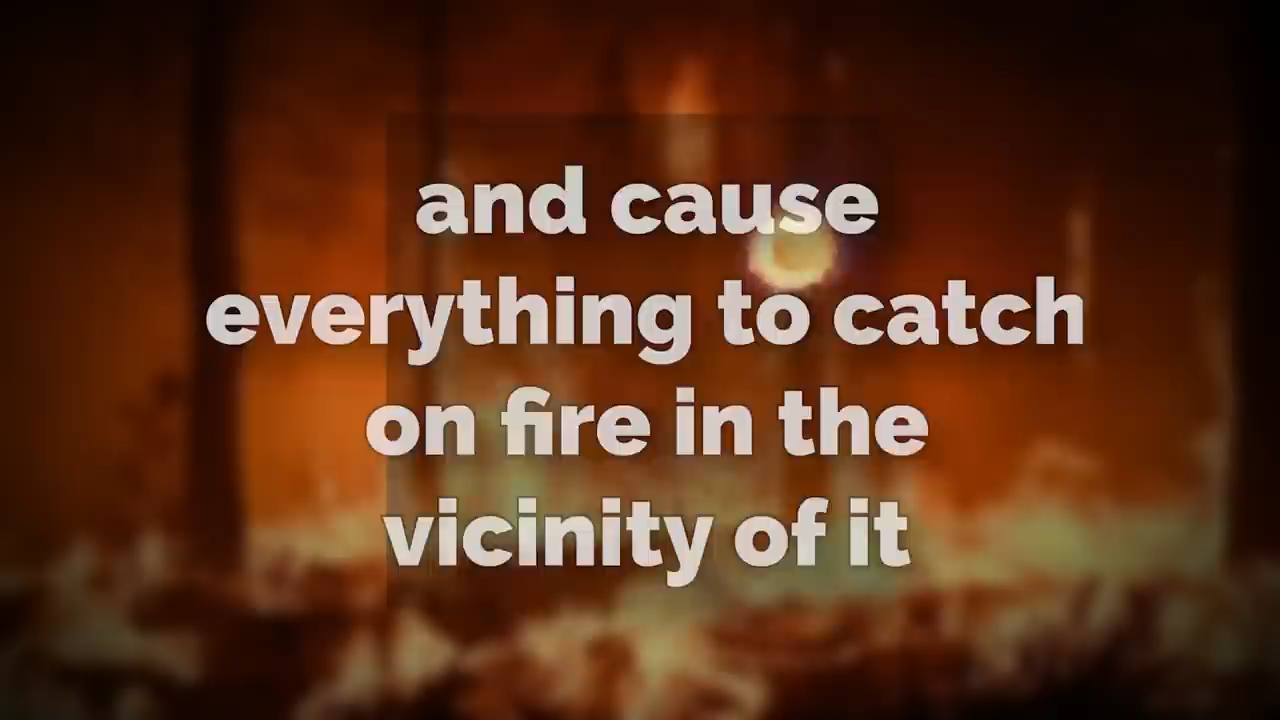 and cause
everything to catch
on fire in the
vicinity of it